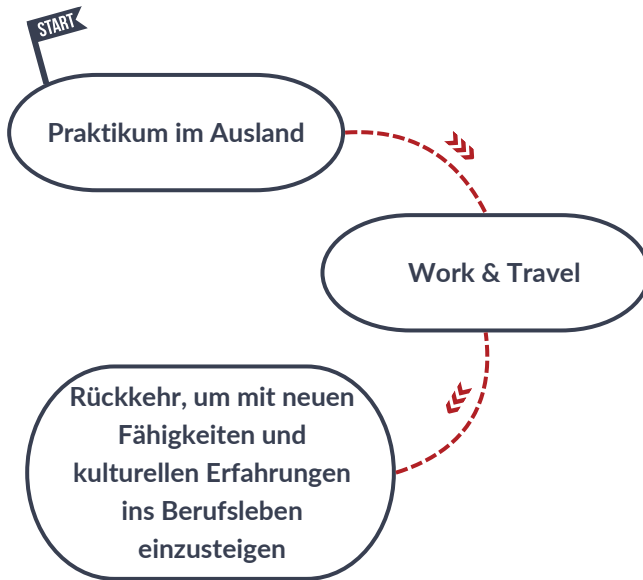 START
Praktikum im Ausland
Work & Travel
Rückkehr, um mit neuen
Fähigkeiten und
kulturellen Erfahrungen
ins Berufsleben
einzusteigen